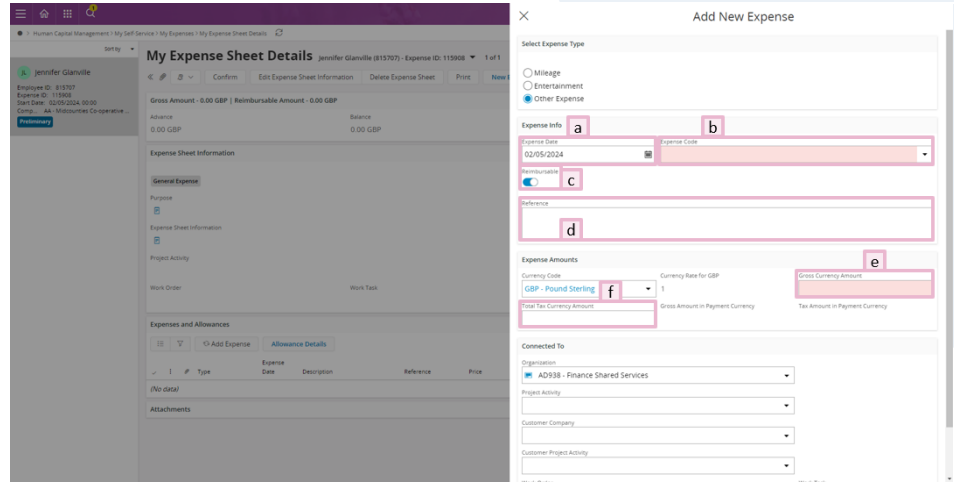 Human Capital Management > My Self Service > My Expenses > My Expense Sheet Details
Sort by
J
Jennifer Glanville
Employee ID: 815707
Expense ID: 115908
Start Date: 02/05/2024, 00:00
Comp... AA - Midcounties Co-operative ...
Preliminary
My Expense Sheet Details Jennifer Glanville (815707) - Expense ID: 115908 1 of 1
Confirm Edit Expense Sheet Information Delete Expense Sheet Print New
Gross Amount - 0.00 GBP | Reimbursable Amount - 0.00 GBP
Advance Balance
0.00 GBP 0.00 GBP
Expense Sheet Information
General Expense
Purpose
Expense Sheet Information
Project Activity
Work Order Work Task
Expenses and Allowances
Add Expense Allowance Details
Type Expense Date Description Reference Price
(No data)
Attachments
Add New Expense
Select Expense Type
Mileage
Entertainment
Other Expense
Expense Info
a b
Expense Date Expense Code
02/05/2024
Reimbursable
c
Reference
d
Expense Amounts
e
Currency Code Currency Rate for GBP Gross Currency Amount
GBP - Pound Sterling 1
f
Total Tax Currency Amount Gross Amount in Payment Currency Tax Amount in Payment Currency
Connected To
Organization
AD938 - Finance Shared Services
Project Activity
Customer Company
Customer Project Activity